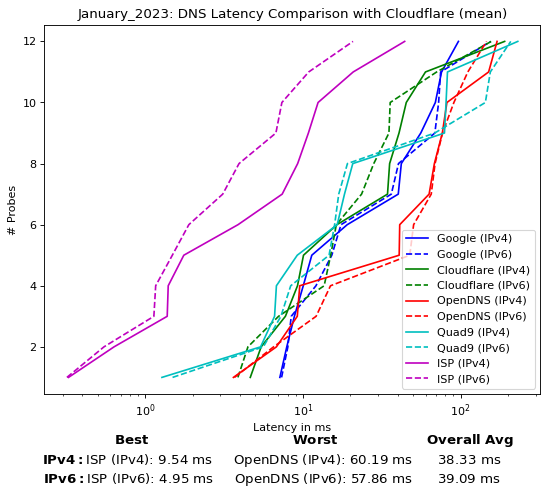 January_2023: DNS Latency Comparison with Cloudflare (mean)
12
10
8
6
4
2
# Probes
Google (IPv4)
Google (IPv6)
Cloudflare (IPv4)
Cloudflare (IPv6)
OpenDNS (IPv4)
OpenDNS (IPv6)
Quad9 (IPv4)
Quad9 (IPv6)
ISP (IPv4)
ISP (IPv6)
10⁰ 10¹ 10²
Latency in ms
Best Worst Overall Avg
IPv4: ISP (IPv4): 9.54 ms OpenDNS (IPv4): 60.19 ms 38.33 ms
IPv6: ISP (IPv6): 4.95 ms OpenDNS (IPv6): 57.86 ms 39.09 ms